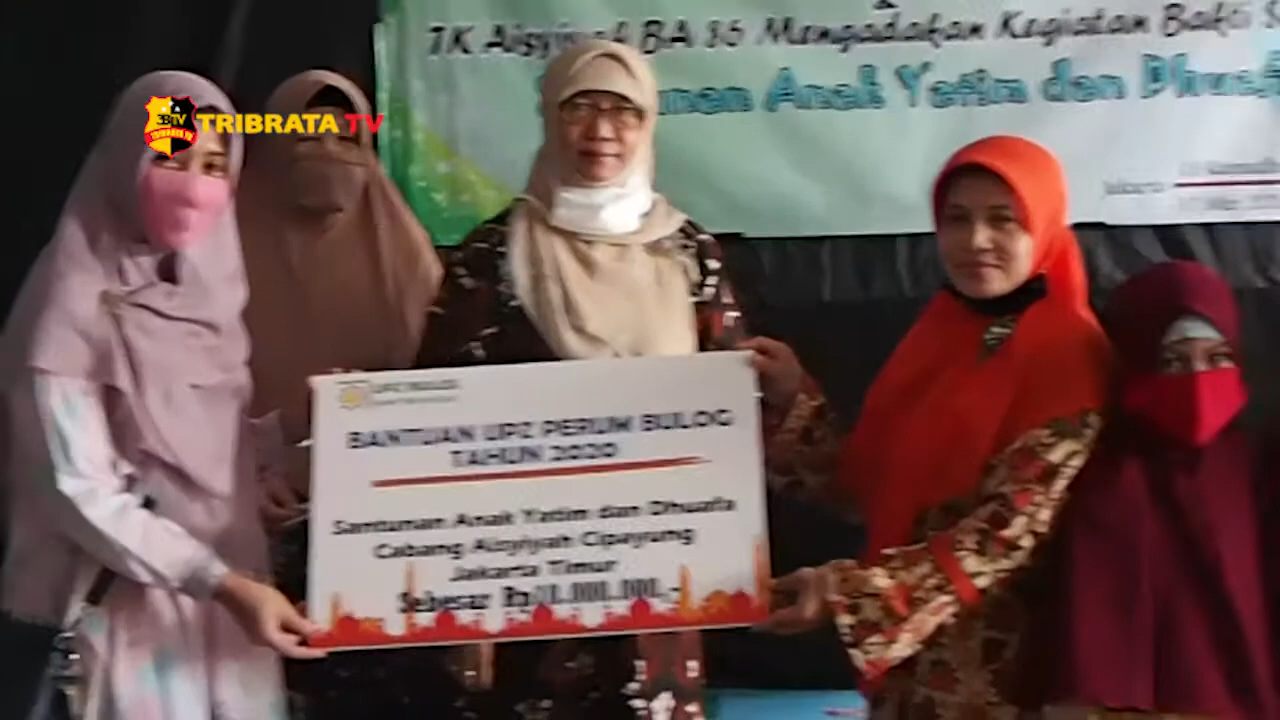 TRIBRATA TV
TK Aisyiyah BA 86 Mengadakan Kegiatan Bakti
Anak Yatim dan
BANTUAN UPZ PERUM BULOG
TAHUN 2020
Santunan Anak Yatim dan Dhuafa
Cabang Aisyiyah Cipayung
Jakarta Timur
Sebesar